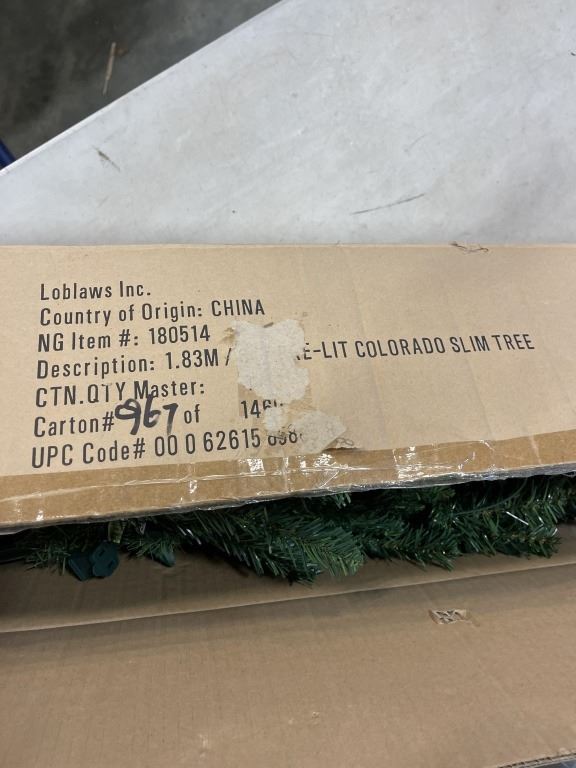 Loblaws Inc.
Country of Origin: CHINA
NG Item #: 180514
Description: 1.83M / E-LIT COLORADO SLIM TREE
CTN.QTY Master:
Carton# 967 of 146
UPC Code# 00 0 62615